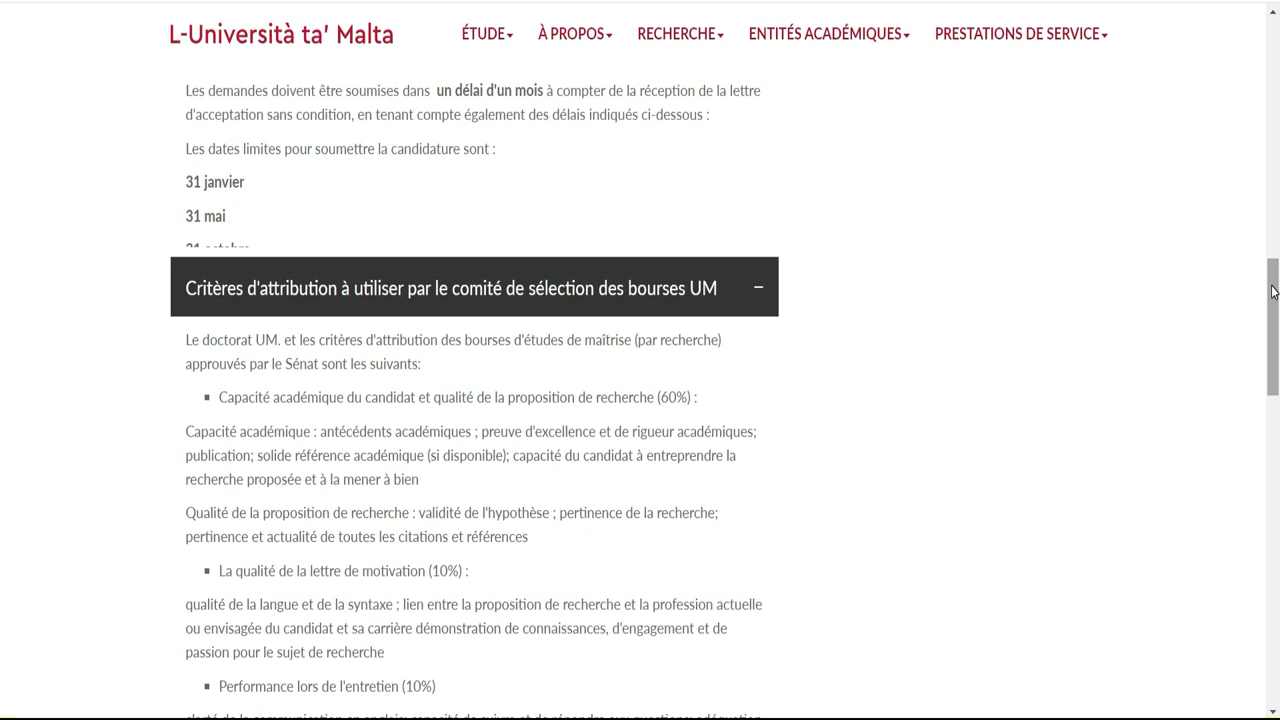 L-Università ta' Malta
ÉTUDE
À PROPOS
RECHERCHE
ENTITÉS ACADÉMIQUES
PRESTATIONS DE SERVICE
Les demandes doivent être soumises dans un délai d'un mois à compter de la réception de la lettre
d'acceptation sans condition, en tenant compte également des délais indiqués ci-dessous :
Les dates limites pour soumettre la candidature sont :
31 janvier
31 mai
Critères d'attribution à utiliser par le comité de sélection des bourses UM
Le doctorat UM. et les critères d'attribution des bourses d'études de maîtrise (par recherche)
approuvés par le Sénat sont les suivants:
Capacité académique du candidat et qualité de la proposition de recherche (60%) :
Capacité académique : antécédents académiques ; preuve d'excellence et de rigueur académiques;
publication; solide référence académique (si disponible); capacité du candidat à entreprendre la
recherche proposée et à la mener à bien
Qualité de la proposition de recherche : validité de l'hypothèse ; pertinence de la recherche;
pertinence et actualité de toutes les citations et références
La qualité de la lettre de motivation (10%) :
qualité de la langue et de la syntaxe ; lien entre la proposition de recherche et la profession actuelle
ou envisagée du candidat et sa carrière démonstration de connaissances, d'engagement et de
passion pour le sujet de recherche
Performance lors de l'entretien (10%)